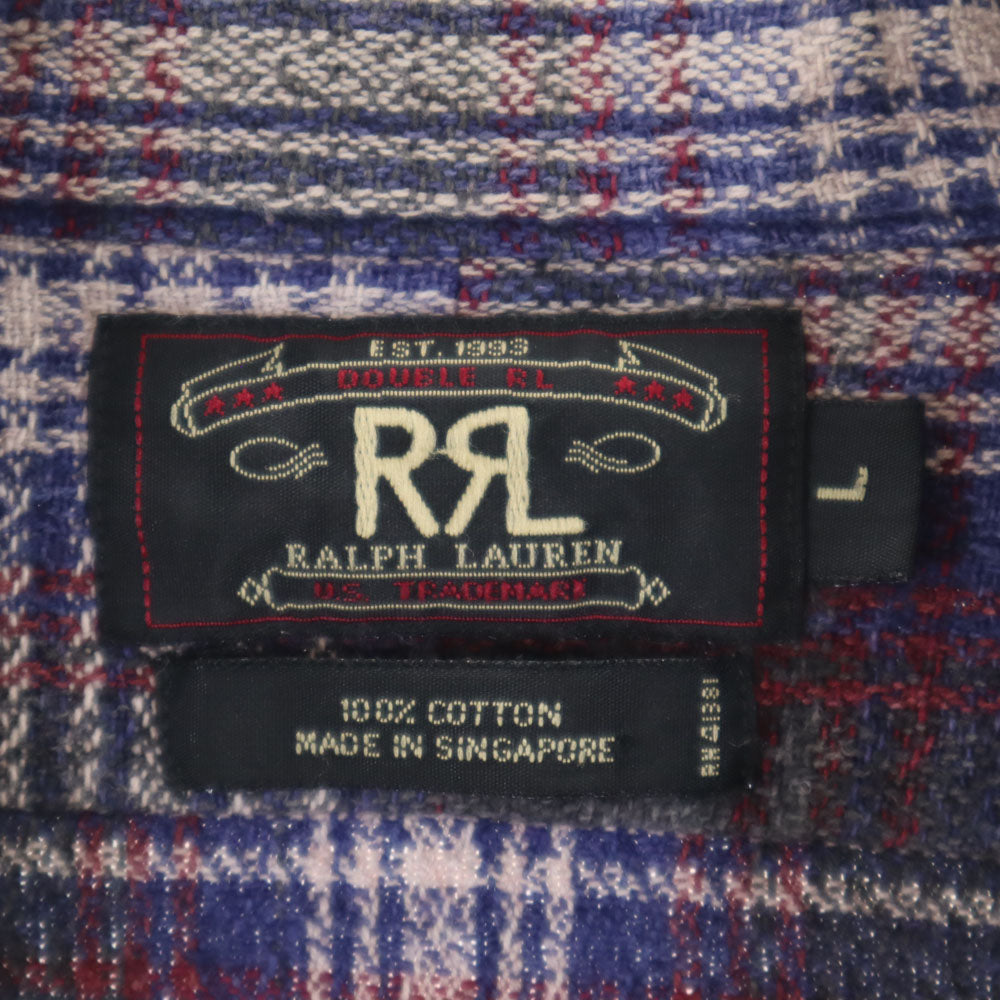 EST. 1993
★★★ DOUBLE RL ★★★
RRL
RALPH LAUREN
U.S. TRADEMARK
L
100% COTTON
MADE IN SINGAPORE
RN 41381